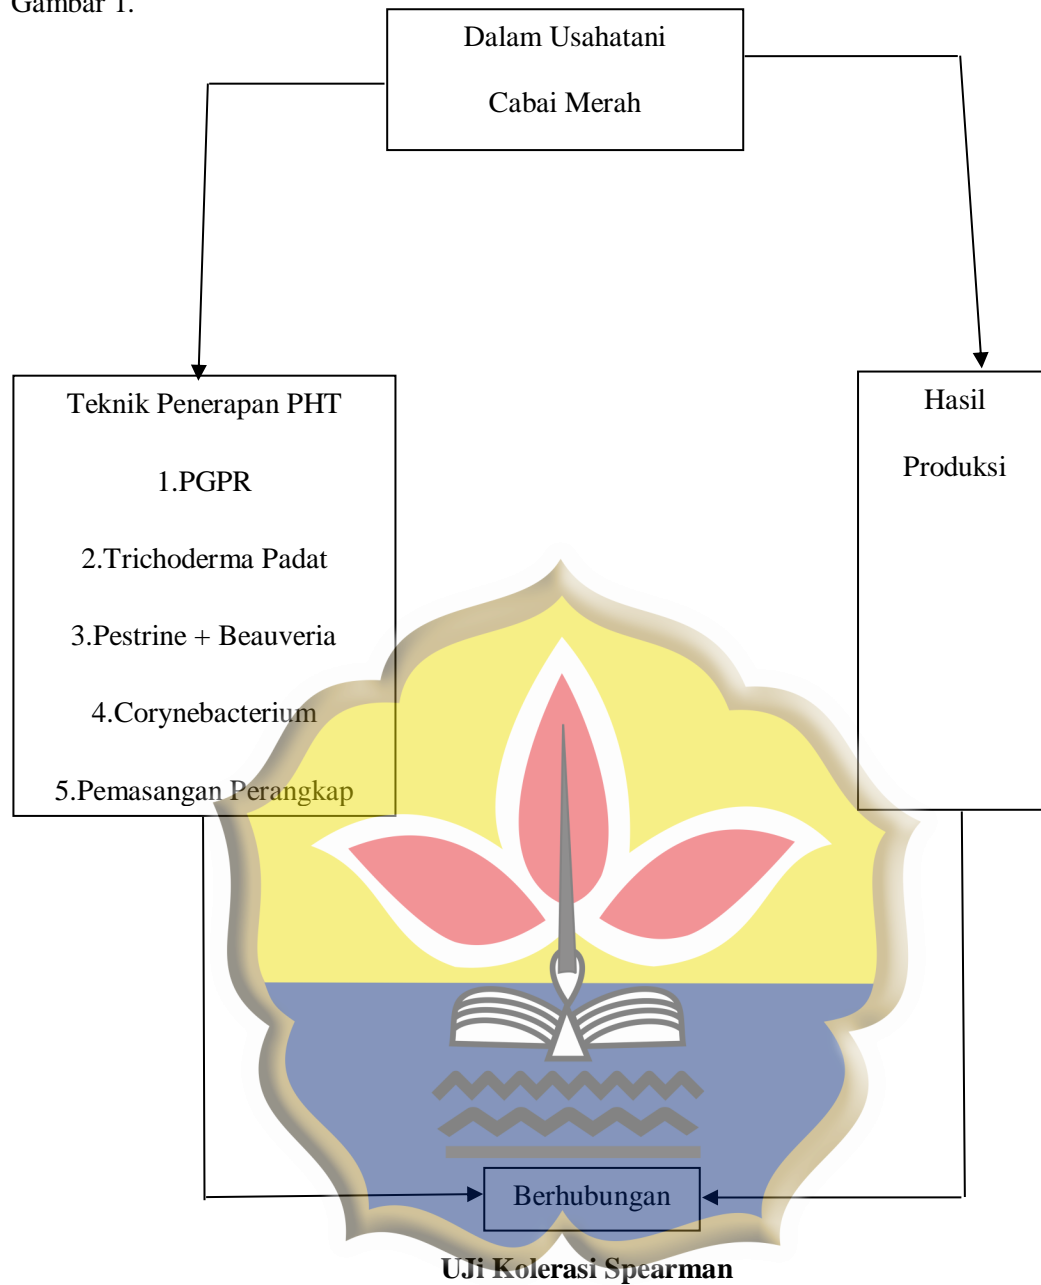 Gambar 1.
Dalam Usahatani
Cabai Merah
Teknik Penerapan PHT
1.PGPR
2.Trichoderma Padat
3.Pestrine + Beauveria
4.Corynebacterium
5.Pemasangan Perangkap
Hasil
Produksi
Berhubungan
UJi Kolerasi Spearman